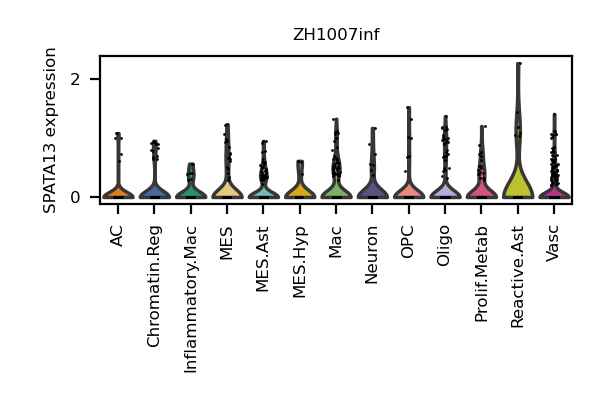 ZH1007inf
SPATA13 expression
2
0
AC
Chromatin.Reg
Inflammatory.Mac
MES
MES.Ast
MES.Hyp
Mac
Neuron
OPC
Oligo
Prolif.Metab
Reactive.Ast
Vasc